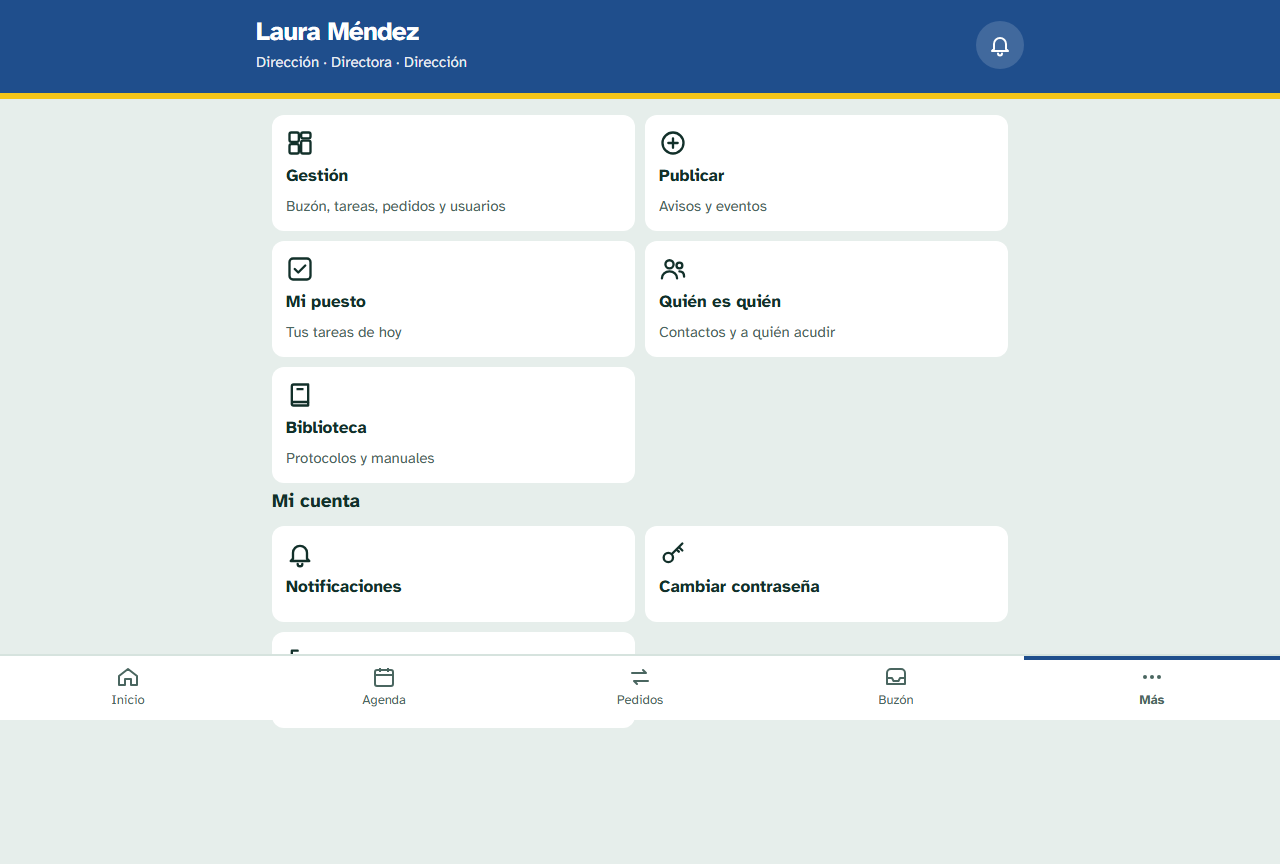 Laura Méndez
Dirección · Directora · Dirección
Gestión
Buzón, tareas, pedidos y usuarios
Publicar
Avisos y eventos
Mi puesto
Tus tareas de hoy
Quién es quién
Contactos y a quién acudir
Biblioteca
Protocolos y manuales
Mi cuenta
Notificaciones
Cambiar contraseña
Inicio
Agenda
Pedidos
Buzón
Más